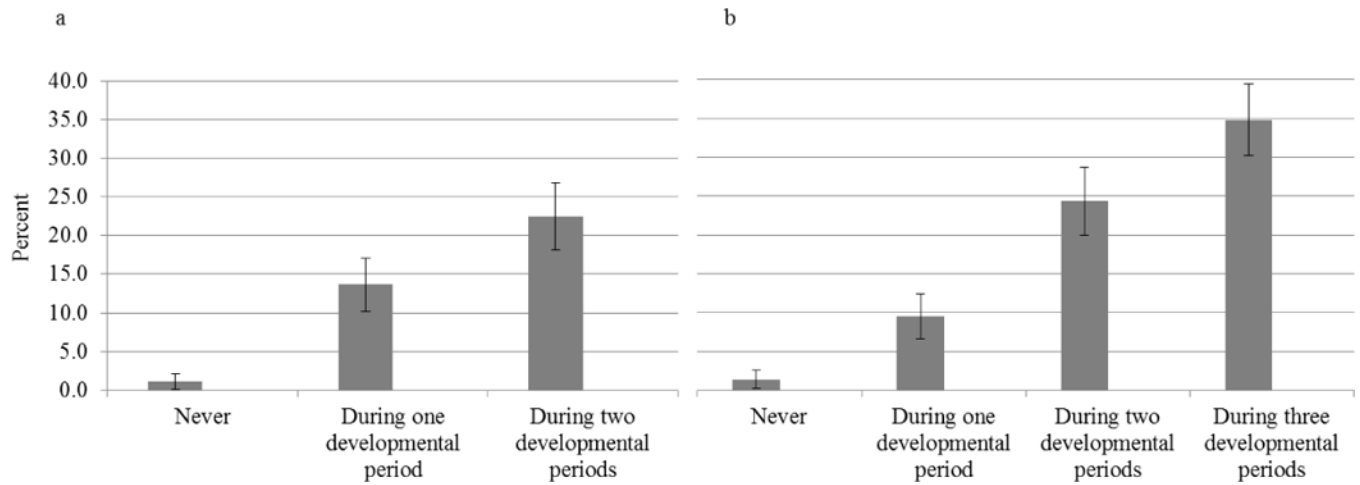 a
b
Percent
40.0
35.0
30.0
25.0
20.0
15.0
10.0
5.0
0.0
Never
During one
developmental
period
During two
developmental
periods
Never
During one
developmental
period
During two
developmental
periods
During three
developmental
periods